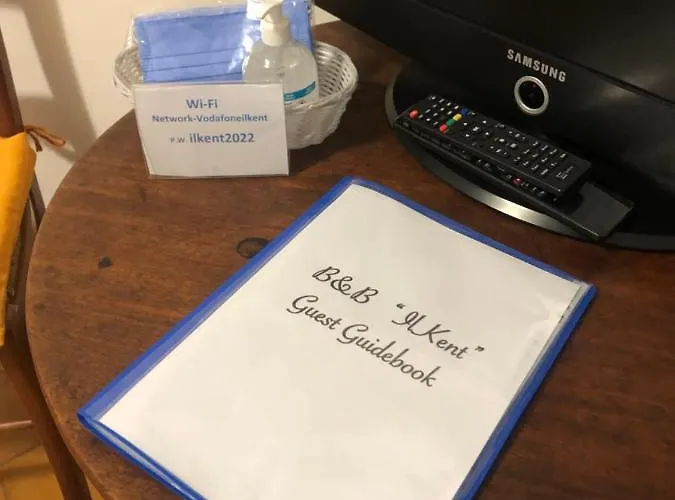 SAMSUNG
Wi-Fi
Network-Vodafoneilkent
P.W. ilkent2022
B&B "IlKent"
Guest Guidebook